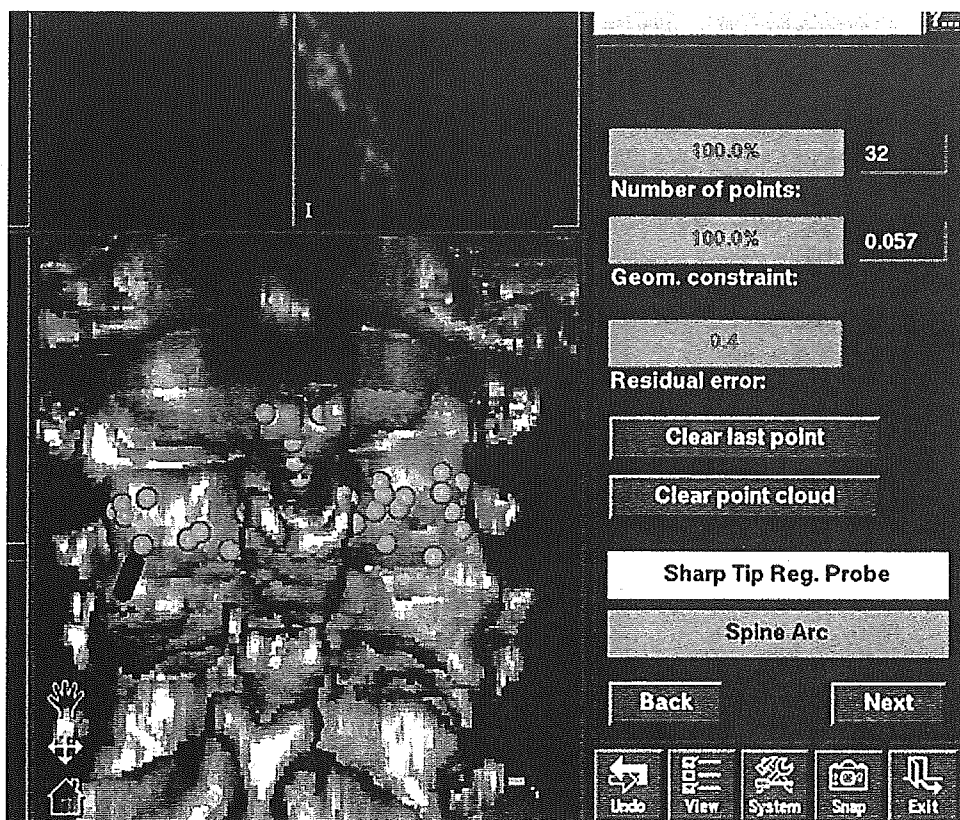 ?
I
100.0% 32
Number of points:
100.0% 0.057
Geom. constraint:
0.4
Residual error:
Clear last point
Clear point cloud
Sharp Tip Reg. Probe
Spine Arc
Back Next
Undo View System Snap Exit